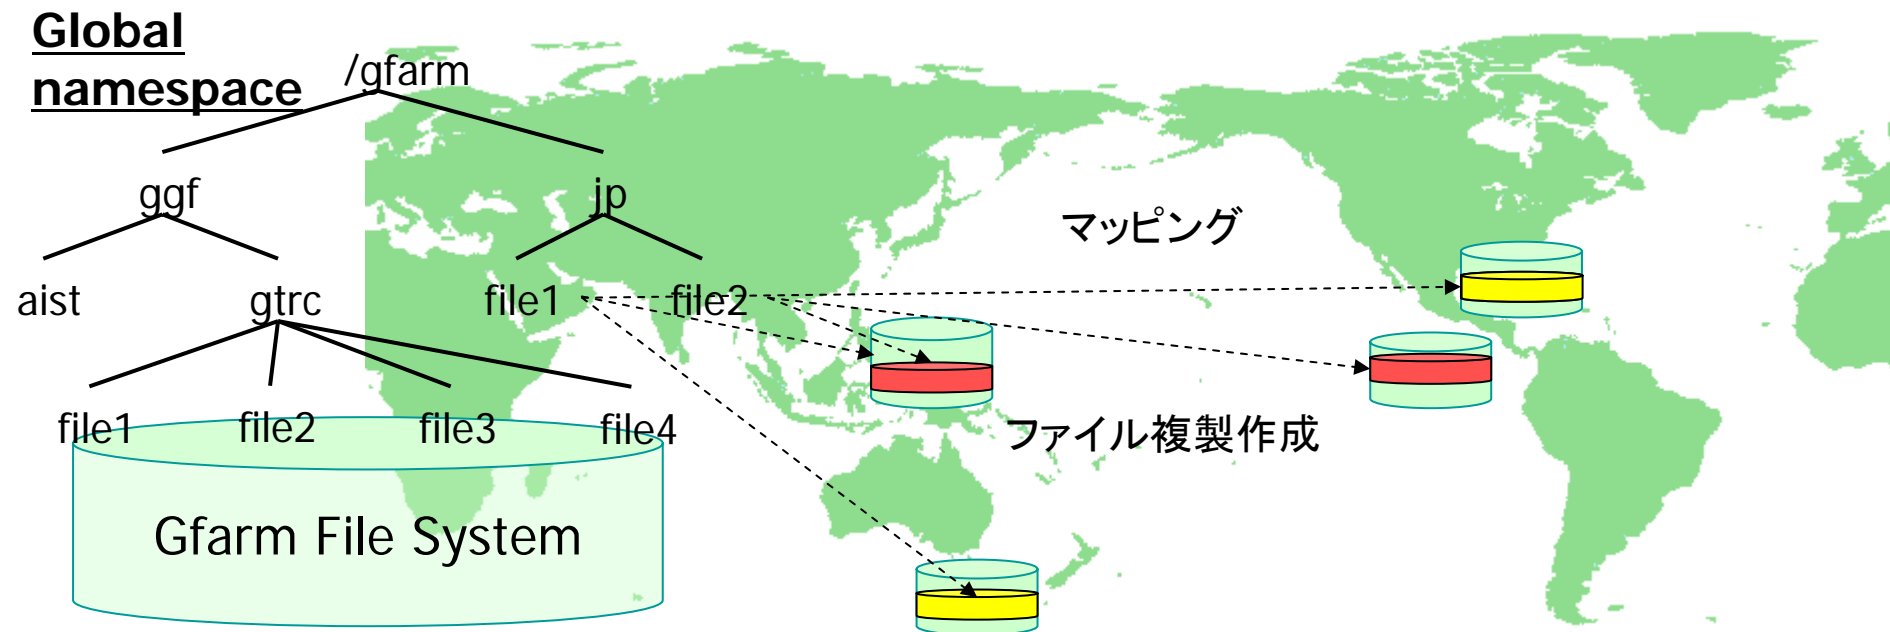 Global
namespace
/gfarm
ggf
jp
マッピング
aist
gtrc
file1
file2
file1
file2
file3
file4
ファイル複製作成
Gfarm File System